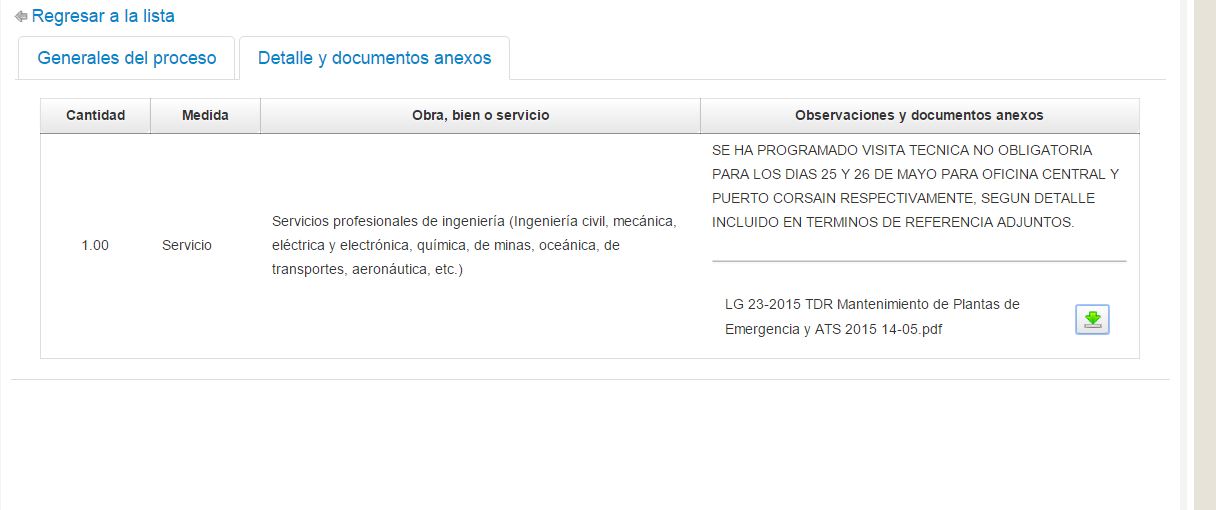 Regresar a la lista
Generales del proceso
Detalle y documentos anexos
Cantidad
Medida
Obra, bien o servicio
Observaciones y documentos anexos
1.00
Servicio
Servicios profesionales de ingeniería (Ingeniería civil, mecánica,
eléctrica y electrónica, química, de minas, oceánica, de
transportes, aeronáutica, etc.)
SE HA PROGRAMADO VISITA TECNICA NO OBLIGATORIA
PARA LOS DIAS 25 Y 26 DE MAYO PARA OFICINA CENTRAL Y
PUERTO CORSAIN RESPECTIVAMENTE, SEGUN DETALLE
INCLUIDO EN TERMINOS DE REFERENCIA ADJUNTOS.
LG 23-2015 TDR Mantenimiento de Plantas de
Emergencia y ATS 2015 14-05.pdf